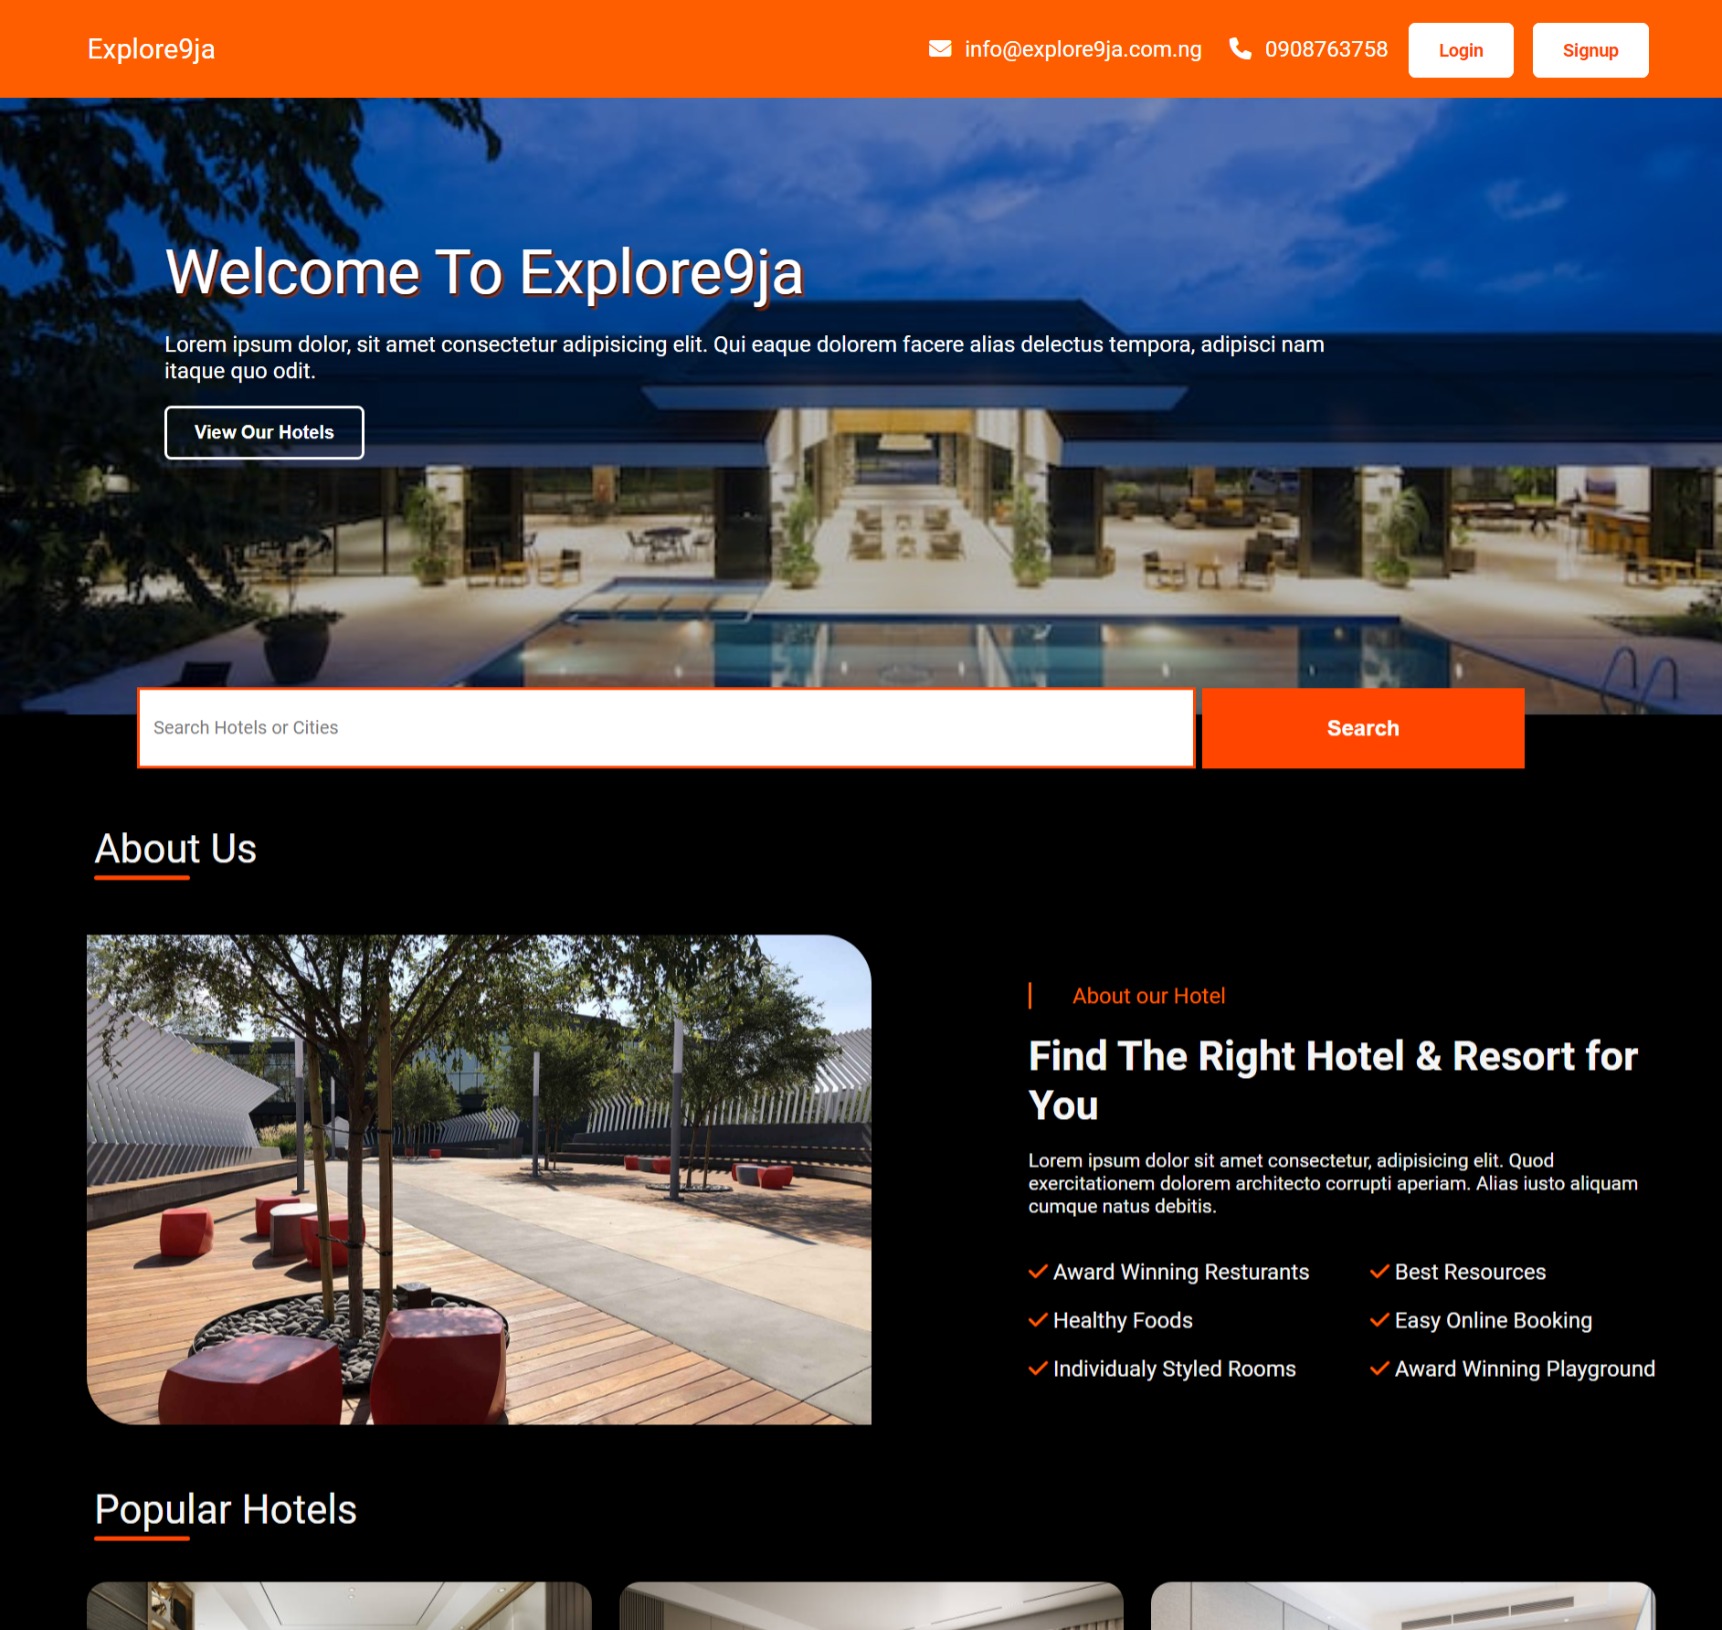 Explore9ja
info@explore9ja.com.ng
0908763758
Login
Signup
Welcome To Explore9ja
Lorem ipsum dolor, sit amet consectetur adipisicing elit. Qui eaque dolorem facere alias delectus tempora, adipisci nam
itaque quo odit.
View Our Hotels
Search Hotels or Cities
Search
About Us
About our Hotel
Find The Right Hotel & Resort for
You
Lorem ipsum dolor sit amet consectetur, adipisicing elit. Quod
exercitationem dolorem architecto corrupti aperiam. Alias iusto aliquam
cumque natus debitis.
Award Winning Resturants
Best Resources
Healthy Foods
Easy Online Booking
Individualy Styled Rooms
Award Winning Playground
Popular Hotels